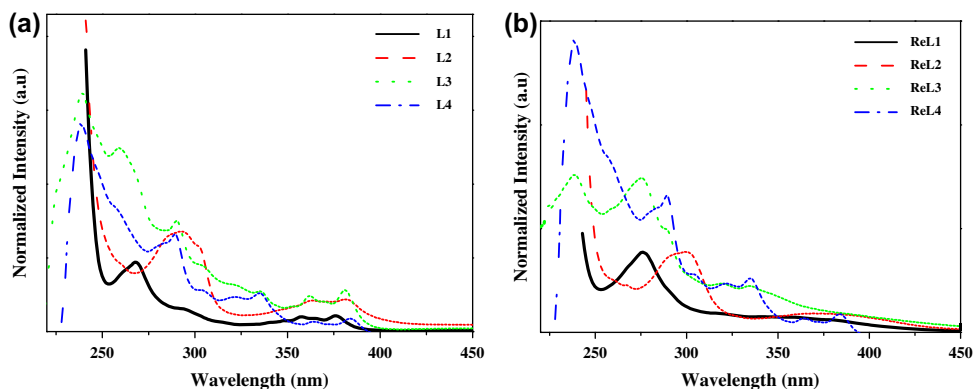 (a)
L1
L2
L3
L4
Normalized Intensity (a.u)
250 300 350 400 450
Wavelength (nm)
(b)
ReL1
ReL2
ReL3
ReL4
Normalized Intensity (a.u)
250 300 350 400 450
Wavelength (nm)